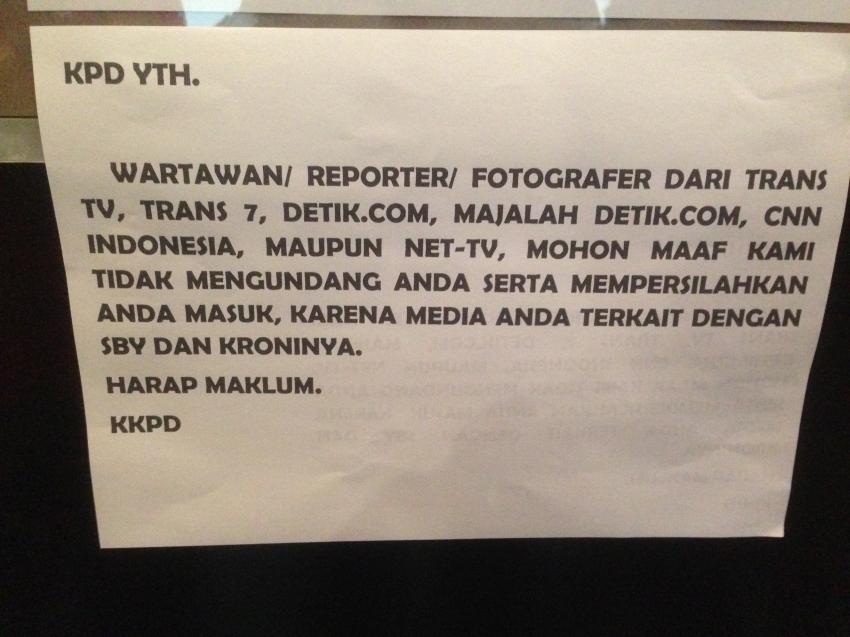 KPD YTH.
WARTAWAN/ REPORTER/ FOTOGRAFER DARI TRANS
TV, TRANS 7, DETIK.COM, MAJALAH DETIK.COM, CNN
INDONESIA, MAUPUN NET-TV, MOHON MAAF KAMI
TIDAK MENGUNDANG ANDA SERTA MEMPERSILAHKAN
ANDA MASUK, KARENA MEDIA ANDA TERKAIT DENGAN
SBY DAN KRONINYA.
HARAP MAKLUM.
KKPD